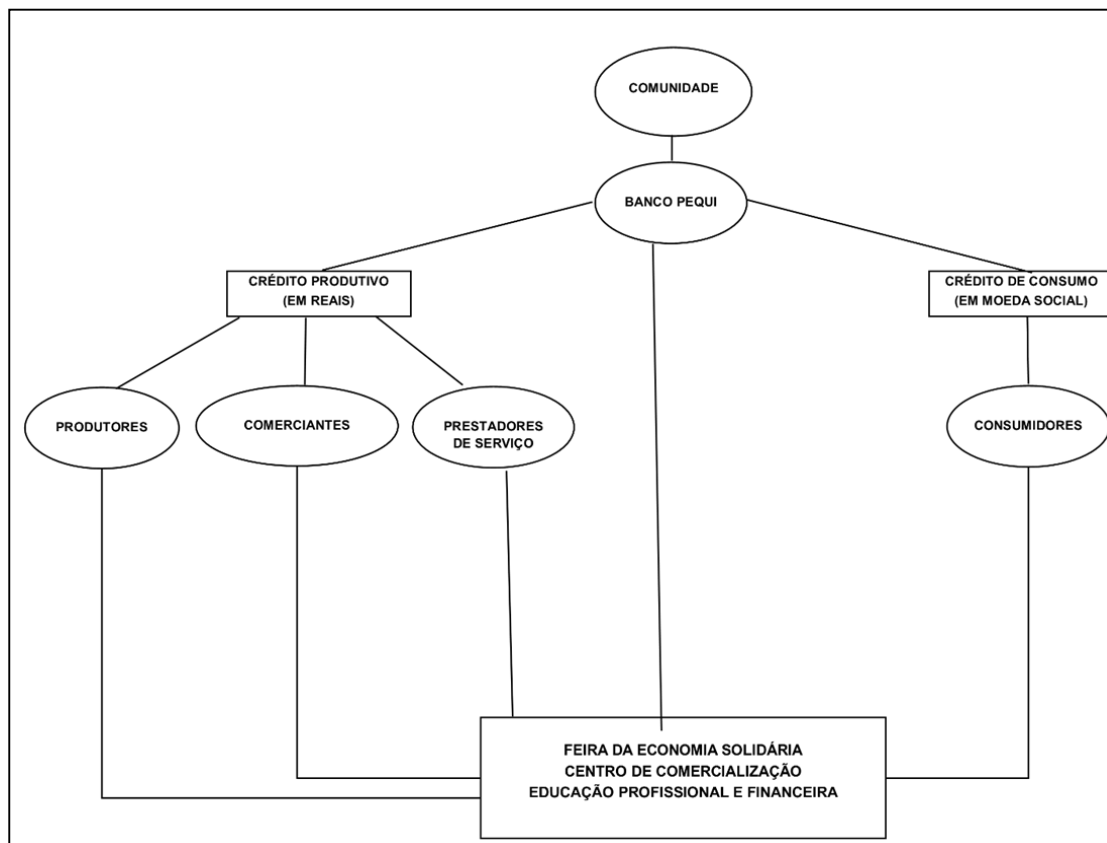 COMUNIDADE
BANCO PEQUI
CRÉDITO PRODUTIVO
(EM REAIS)
CRÉDITO DE CONSUMO
(EM MOEDA SOCIAL)
PRODUTORES
COMERCIANTES
PRESTADORES
DE SERVIÇO
CONSUMIDORES
FEIRA DA ECONOMIA SOLIDÁRIA
CENTRO DE COMERCIALIZAÇÃO
EDUCAÇÃO PROFISSIONAL E FINANCEIRA